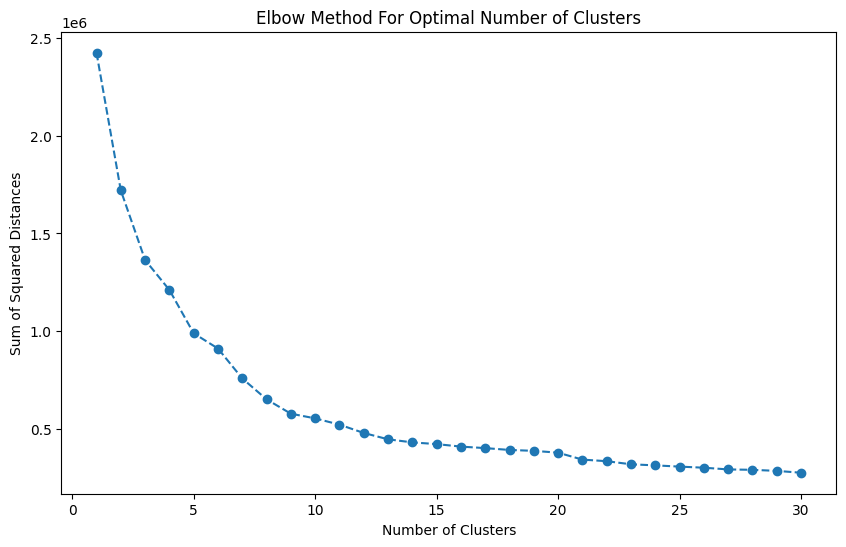 Elbow Method For Optimal Number of Clusters
1e6
2.5
2.0
1.5
1.0
0.5
Sum of Squared Distances
0 5 10 15 20 25 30
Number of Clusters